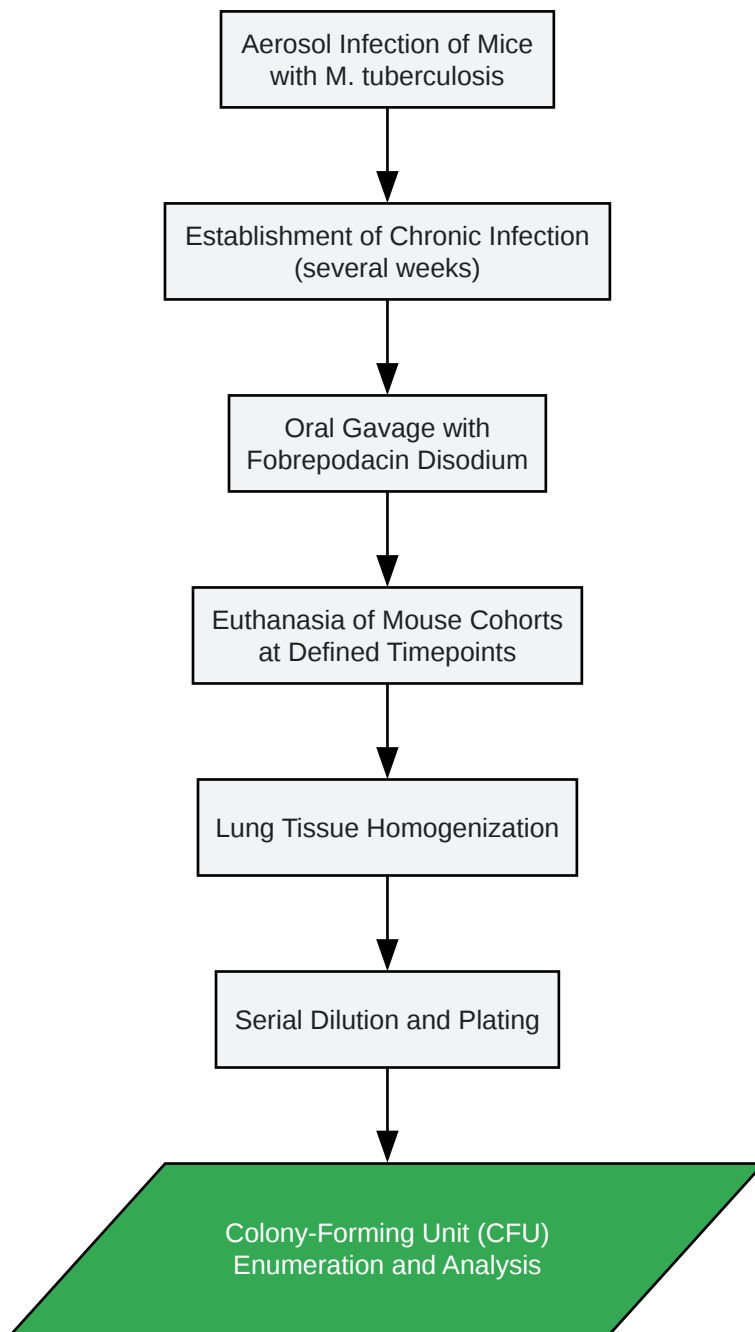 Aerosol Infection of Mice
with M. tuberculosis
Establishment of Chronic Infection
(several weeks)
Oral Gavage with
Fobrepodacin Disodium
Euthanasia of Mouse Cohorts
at Defined Timepoints
Lung Tissue Homogenization
Serial Dilution and Plating
Colony-Forming Unit (CFU)
Enumeration and Analysis